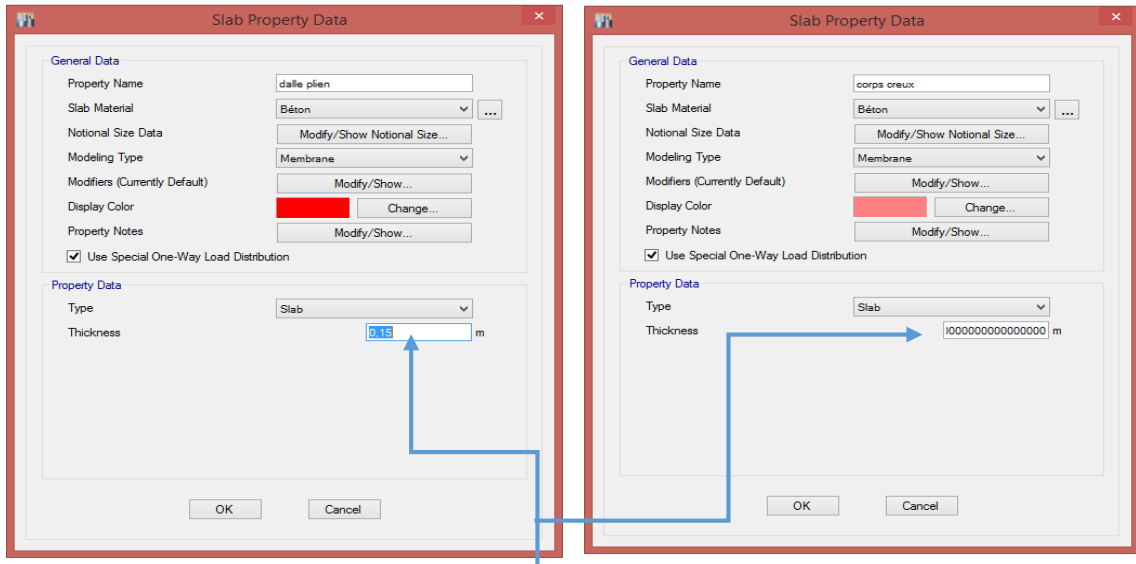 Slab Property Data
×
General Data
Property Name dalle plien
Slab Material Béton ...
Notional Size Data Modify/Show Notional Size...
Modeling Type Membrane
Modifiers (Currently Default) Modify/Show...
Display Color Change...
Property Notes Modify/Show...
Use Special One-Way Load Distribution
Property Data
Type Slab
Thickness 0,15 m
OK Cancel
Slab Property Data
×
General Data
Property Name corps creux
Slab Material Béton ...
Notional Size Data Modify/Show Notional Size...
Modeling Type Membrane
Modifiers (Currently Default) Modify/Show...
Display Color Change...
Property Notes Modify/Show...
Use Special One-Way Load Distribution
Property Data
Type Slab
Thickness m
OK Cancel